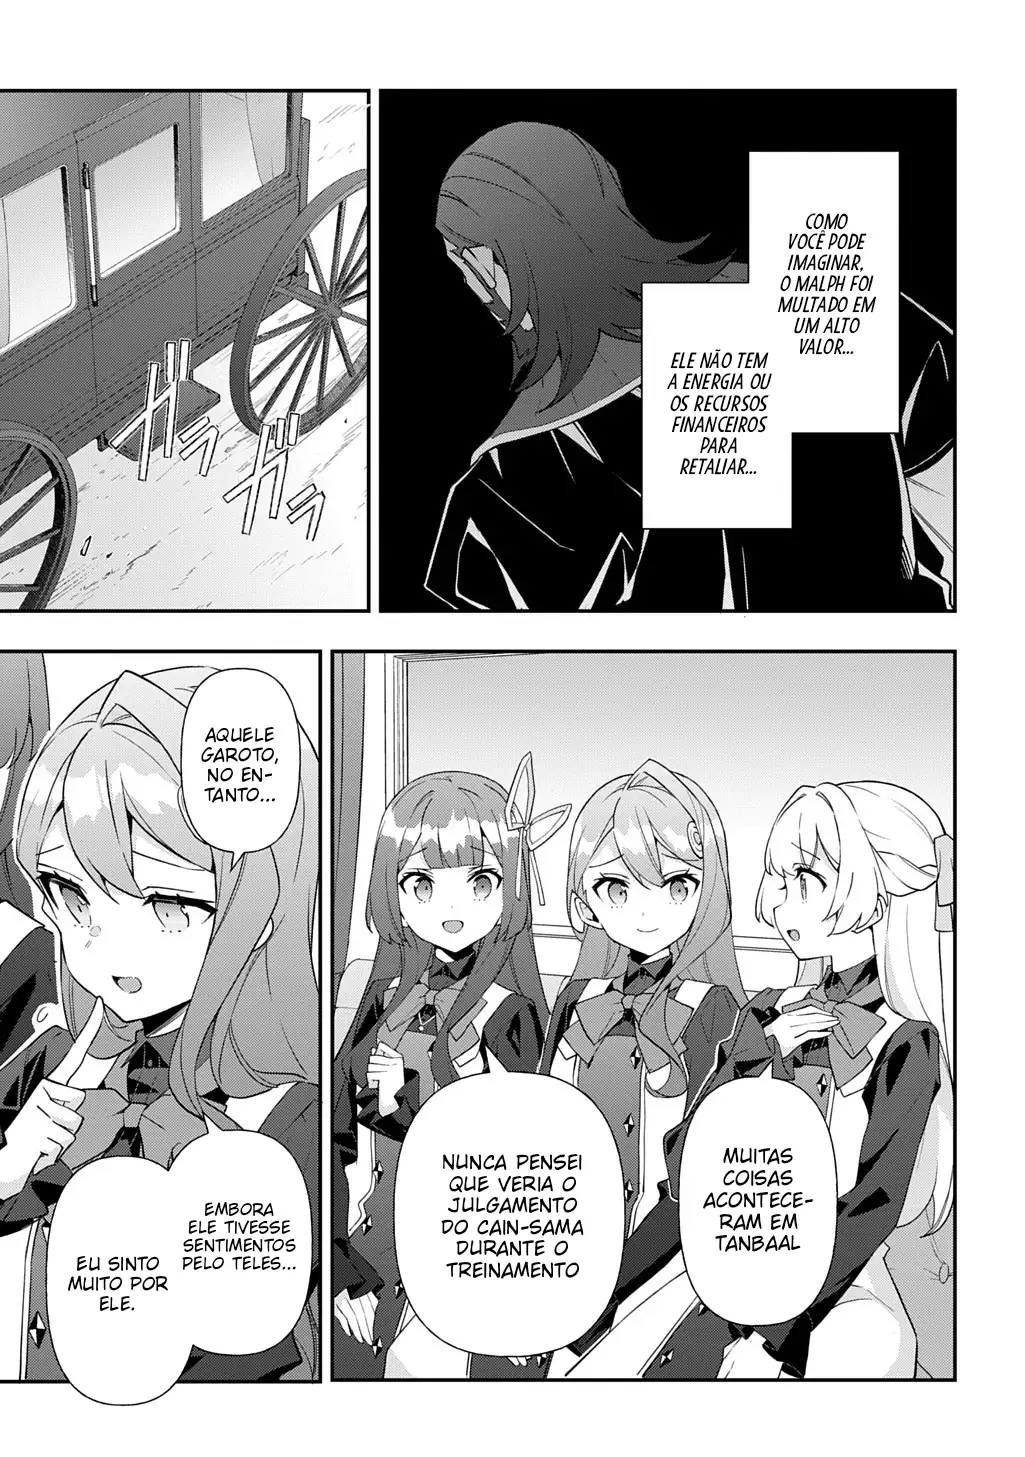 COMO
VOCÊ PODE
IMAGINAR,
O MALPH FOI
MULTADO EM
UM ALTO
VALOR...
ELE NÃO TEM
A ENERGIA OU
OS RECURSOS
FINANCEIROS
PARA
RETALIAR...
ガラ
ガラ
MUITAS
COISAS
ACONTECE-
RAM EM
TANBAAL
NUNCA PENSEI
QUE VERIA O
JULGAMENTO
DO CAIN-SAMA
DURANTE O
TREINAMENTO
AQUELE
GAROTO,
NO EN-
TANTO...
EMBORA
ELE TIVESSE
SENTIMENTOS
PELO TELES...
EU SINTO
MUITO POR
ELE.